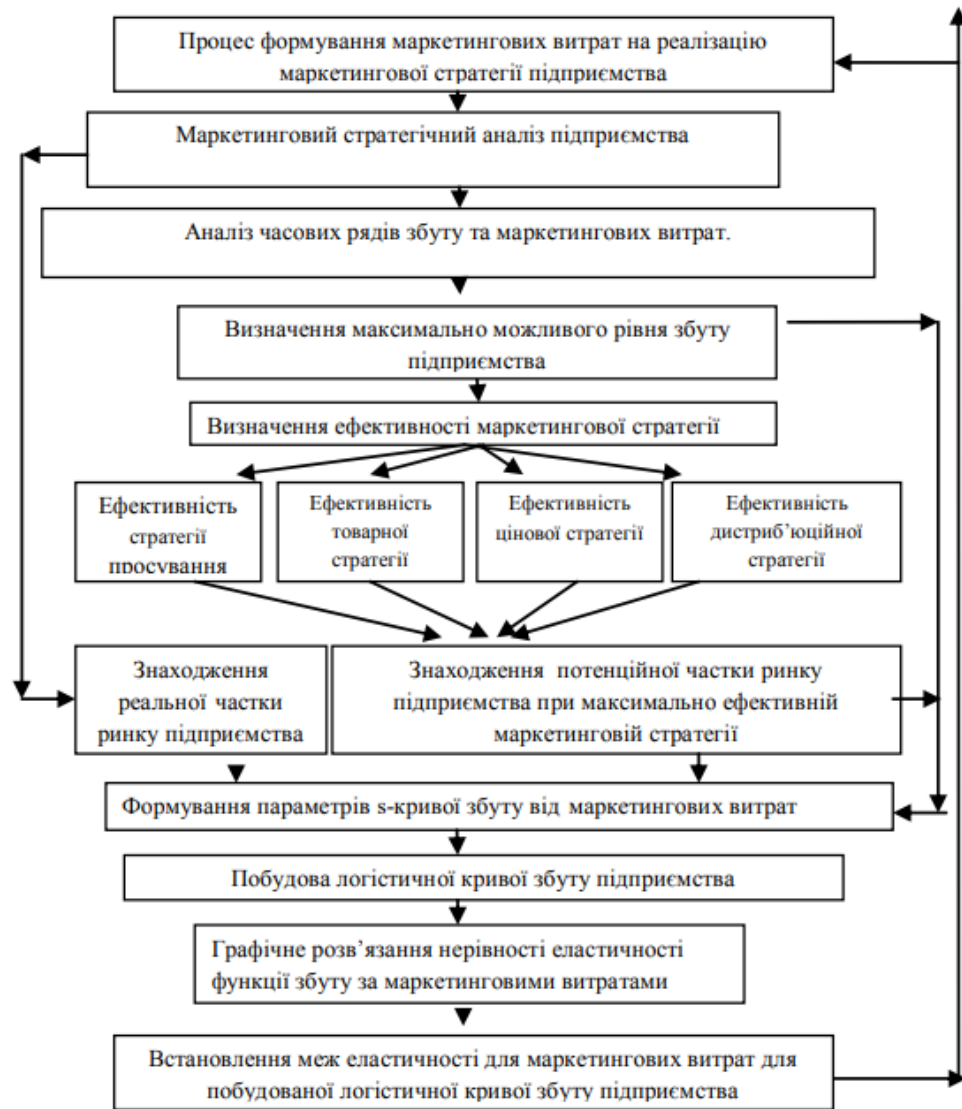 Процес формування маркетингових витрат на реалізацію
маркетингової стратегії підприємства
Маркетинговий стратегічний аналіз підприємства
Аналіз часових рядів збуту та маркетингових витрат.
Визначення максимально можливого рівня збуту
підприємства
Визначення ефективності маркетингової стратегії
Ефективність
стратегії
просування
Ефективність
товарної
стратегії
Ефективність
цінової стратегії
Ефективність
дистриб’юційної
стратегії
Знаходження
реальної частки
ринку підприємства
Знаходження потенційної частки ринку
підприємства при максимально ефективній
маркетинговій стратегії
Формування параметрів s-кривої збуту від маркетингових витрат
Побудова логістичної кривої збуту підприємства
Графічне розв’язання нерівності еластичності
функції збуту за маркетинговими витратами
Встановлення меж еластичності для маркетингових витрат для
побудованої логістичної кривої збуту підприємства